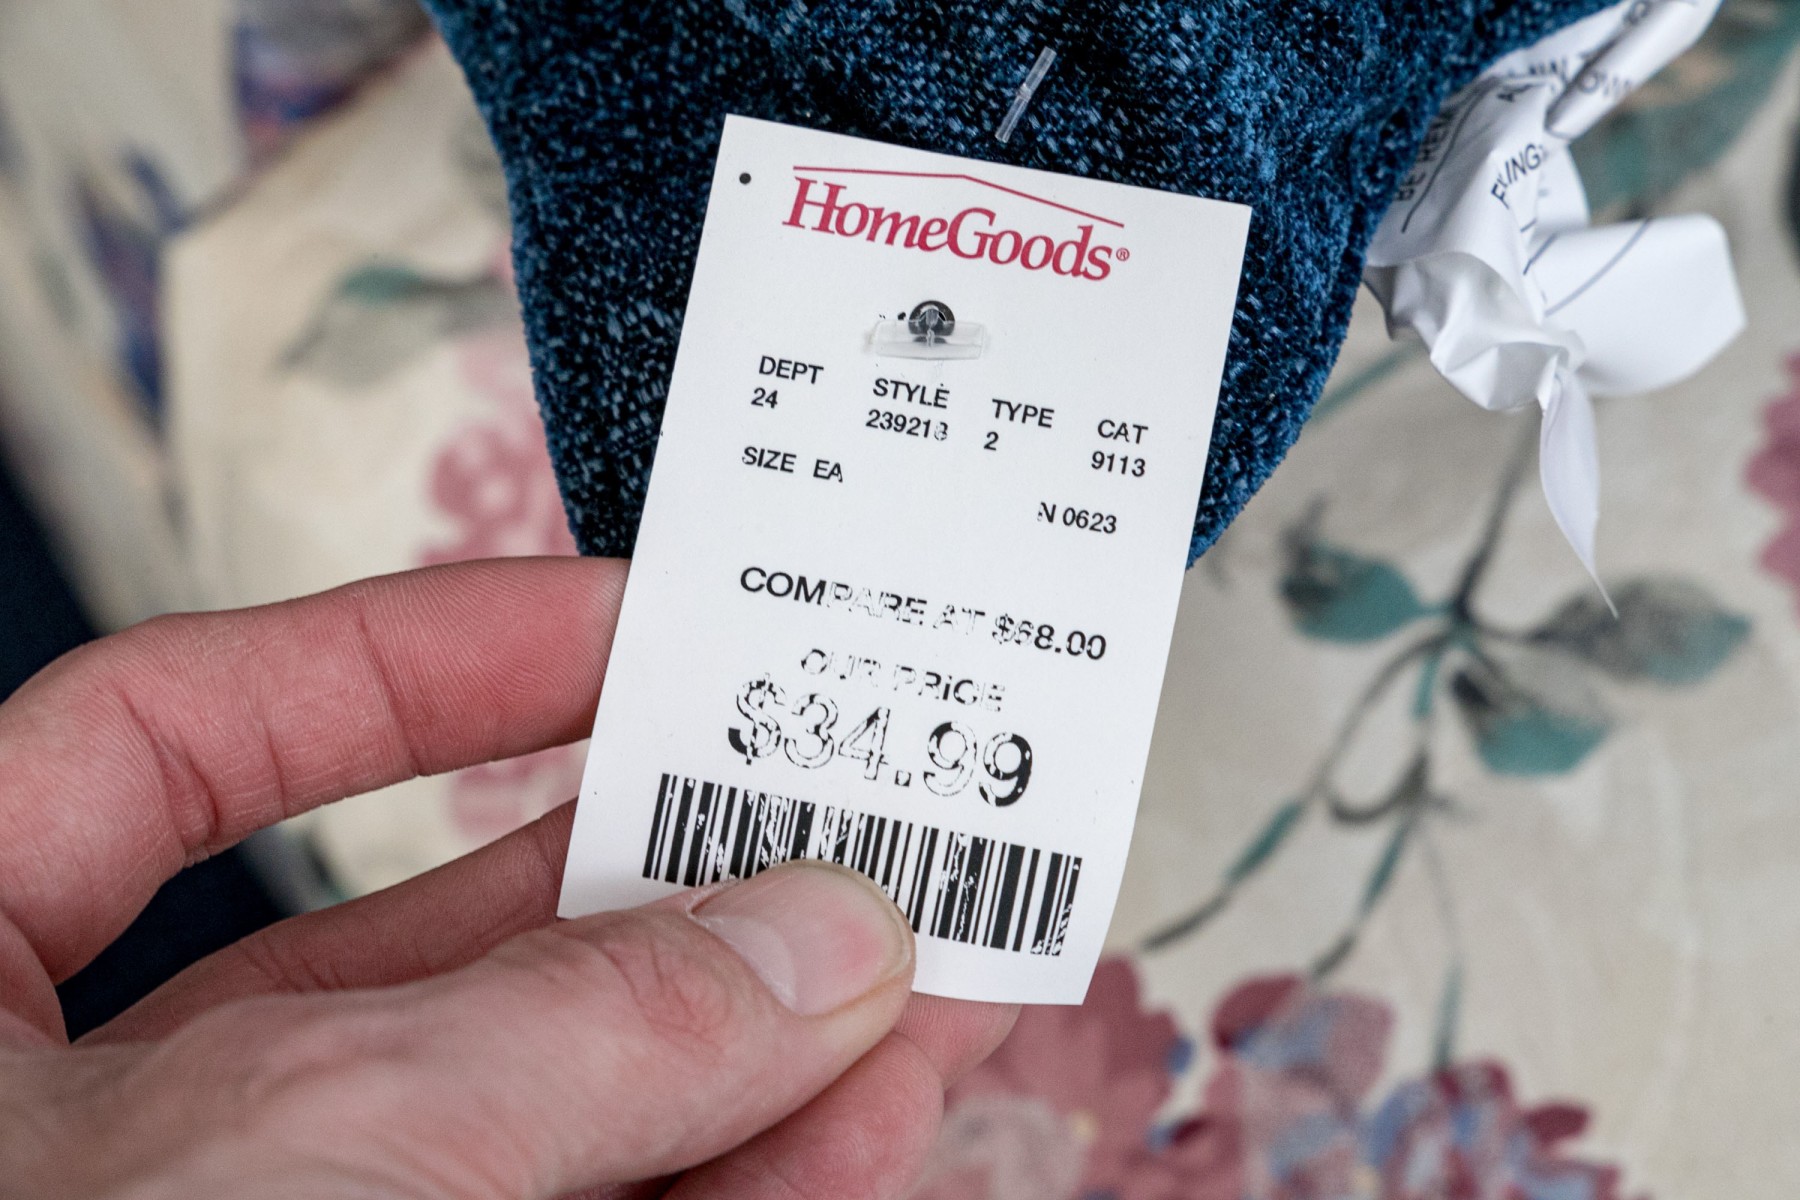 HomeGoods®
DEPT STYLE TYPE CAT
24 239218 2 9113
SIZE EA
N 0623
COMPARE AT $68.00
OUR PRICE
$34.99